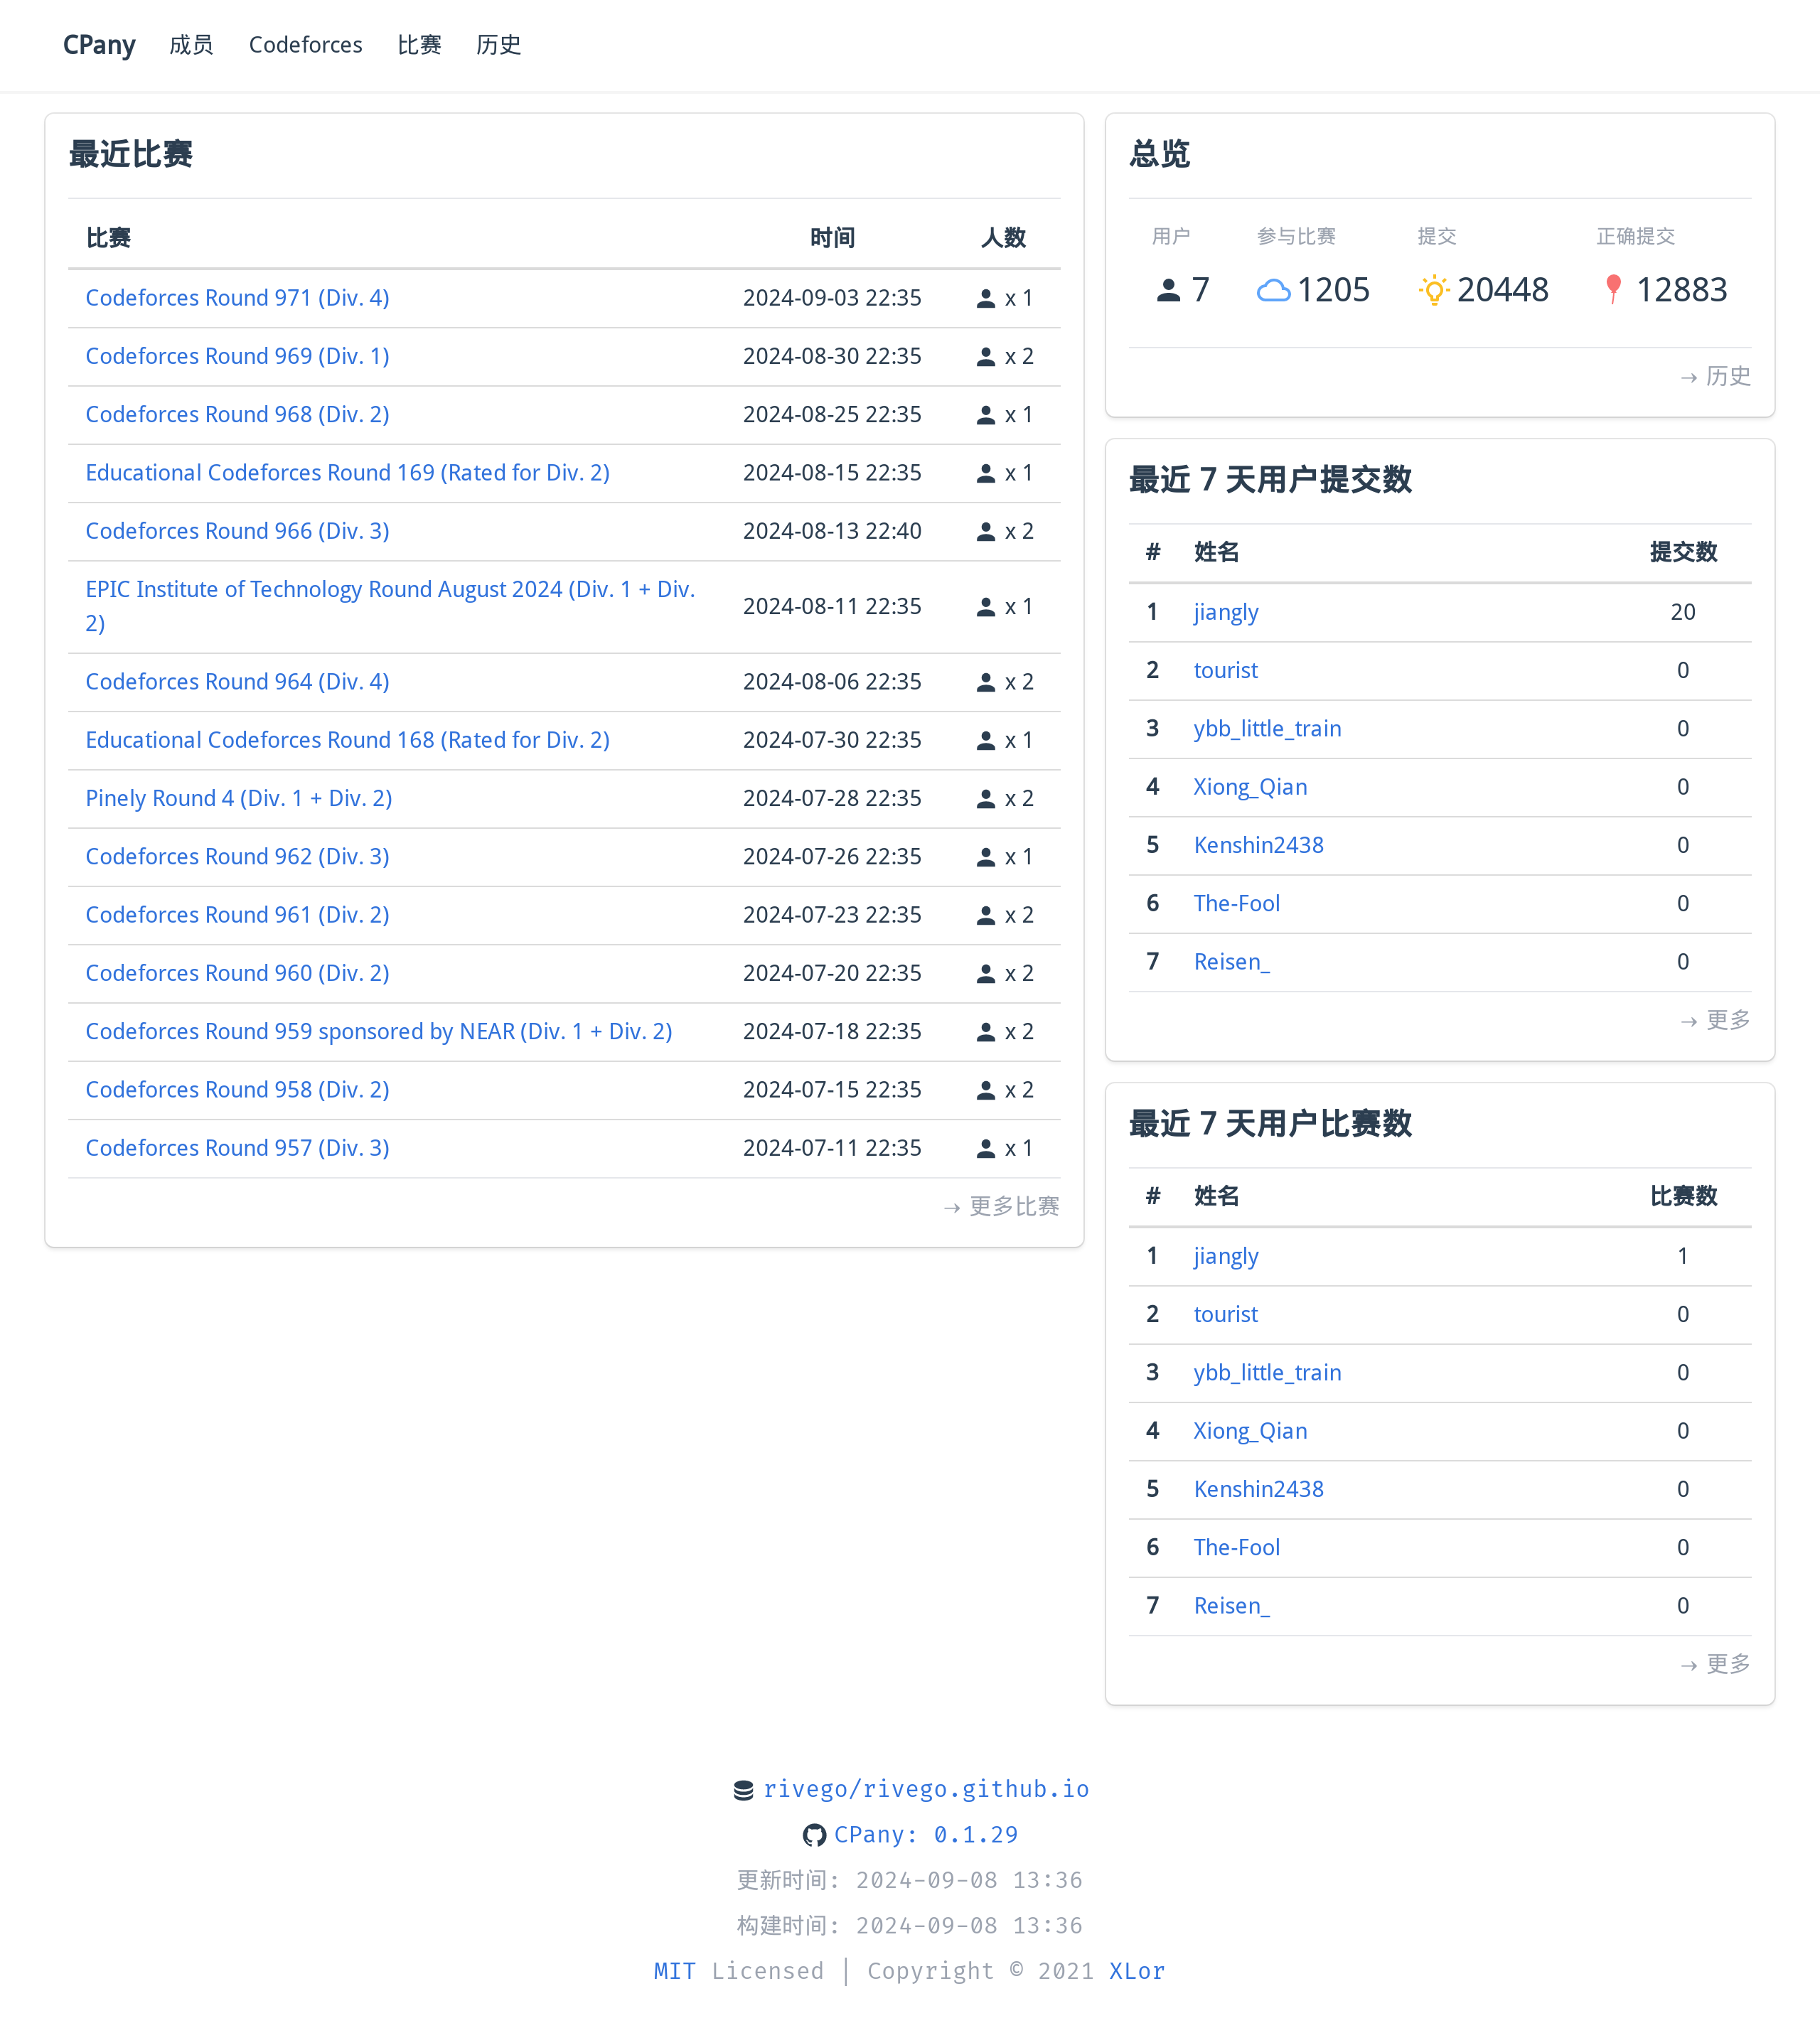 CPany 成员 Codeforces 比赛 历史
最近比赛
比赛 时间 人数
Codeforces Round 971 (Div. 4) 2024-09-03 22:35 x 1
Codeforces Round 969 (Div. 1) 2024-08-30 22:35 x 2
Codeforces Round 968 (Div. 2) 2024-08-25 22:35 x 1
Educational Codeforces Round 169 (Rated for Div. 2) 2024-08-15 22:35 x 1
Codeforces Round 966 (Div. 3) 2024-08-13 22:40 x 2
EPIC Institute of Technology Round August 2024 (Div. 1 + Div.
2) 2024-08-11 22:35 x 1
Codeforces Round 964 (Div. 4) 2024-08-06 22:35 x 2
Educational Codeforces Round 168 (Rated for Div. 2) 2024-07-30 22:35 x 1
Pinely Round 4 (Div. 1 + Div. 2) 2024-07-28 22:35 x 2
Codeforces Round 962 (Div. 3) 2024-07-26 22:35 x 1
Codeforces Round 961 (Div. 2) 2024-07-23 22:35 x 2
Codeforces Round 960 (Div. 2) 2024-07-20 22:35 x 2
Codeforces Round 959 sponsored by NEAR (Div. 1 + Div. 2) 2024-07-18 22:35 x 2
Codeforces Round 958 (Div. 2) 2024-07-15 22:35 x 2
Codeforces Round 957 (Div. 3) 2024-07-11 22:35 x 1
→ 更多比赛
总览
用户 参与比赛 提交 正确提交
7 1205 20448 12883
→ 历史
最近 7 天用户提交数
# 姓名 提交数
1 jiangly 20
2 tourist 0
3 ybb_little_train 0
4 Xiong_Qian 0
5 Kenshin2438 0
6 The-Fool 0
7 Reisen_ 0
→ 更多
最近 7 天用户比赛数
# 姓名 比赛数
1 jiangly 1
2 tourist 0
3 ybb_little_train 0
4 Xiong_Qian 0
5 Kenshin2438 0
6 The-Fool 0
7 Reisen_ 0
→ 更多
rivego/rivego.github.io
CPany: 0.1.29
更新时间: 2024-09-08 13:36
构建时间: 2024-09-08 13:36
MIT Licensed | Copyright © 2021 XLor